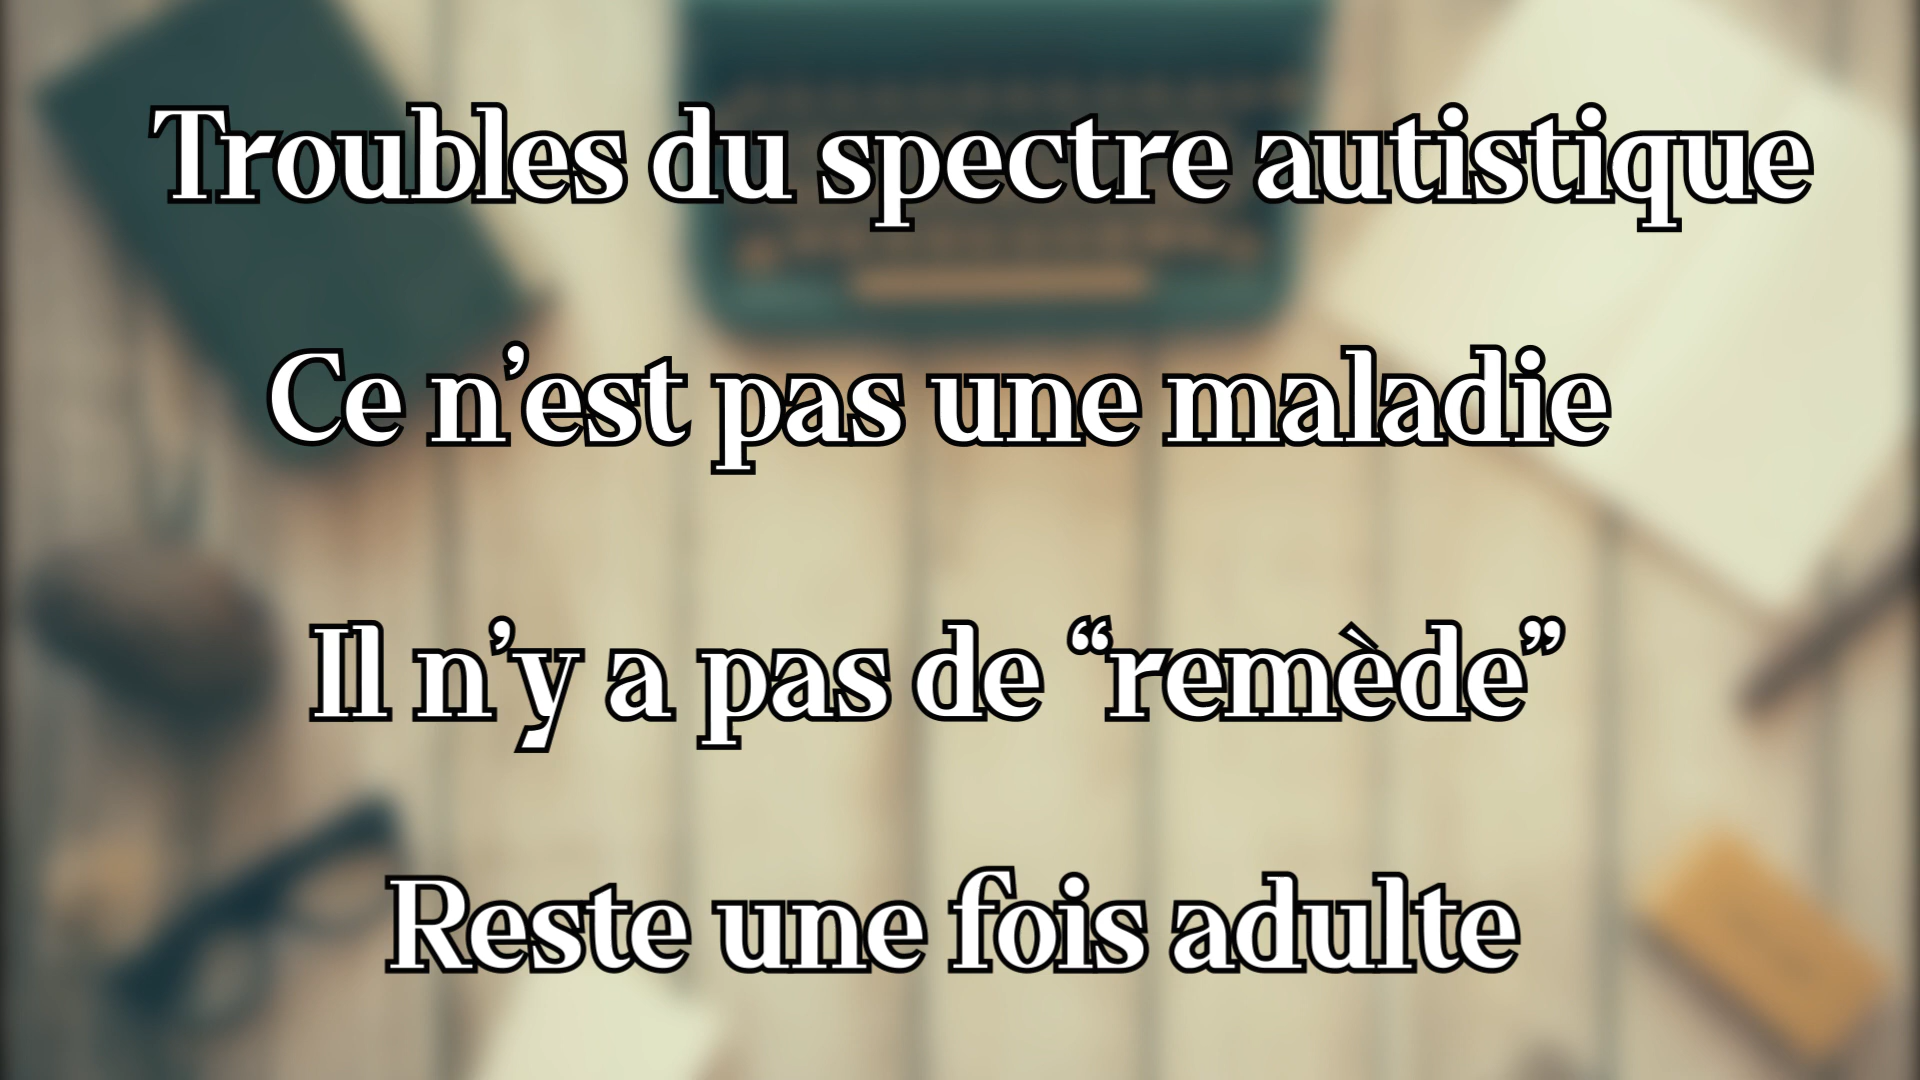 Troubles du spectre autistique
Ce n’est pas une maladie
Il n’y a pas de “remède”
Reste une fois adulte